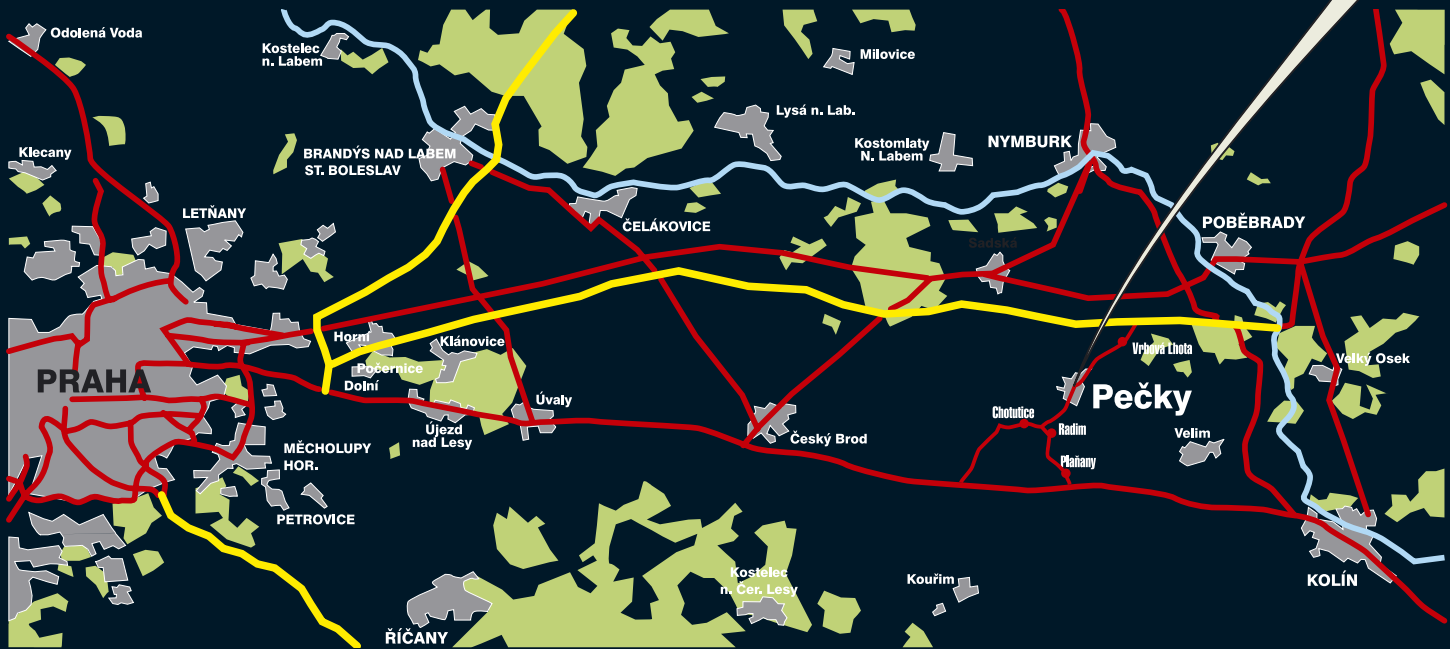 Odolená Voda
Kostelec
n. Labem
Milovice
Lysá n. Lab.
Klecany
BRANDÝS NAD LABEM
ST. BOLESLAV
Kostomlaty
N. Labem
NYMBURK
LETŇANY
ČELÁKOVICE
POBĚBRADY
Sadská
Horní
Počernice
Dolní
Klánovice
Vrbová Lhota
Velký Osek
PRAHA
Pečky
Úvaly
Újezd
nad Lesy
Chotutice
Radim
Český Brod
Velim
MĚCHOLUPY
HOR.
Plaňany
PETROVICE
Kostelec
n. Čer. Lesy
Kouřim
KOLÍN
ŘÍČANY